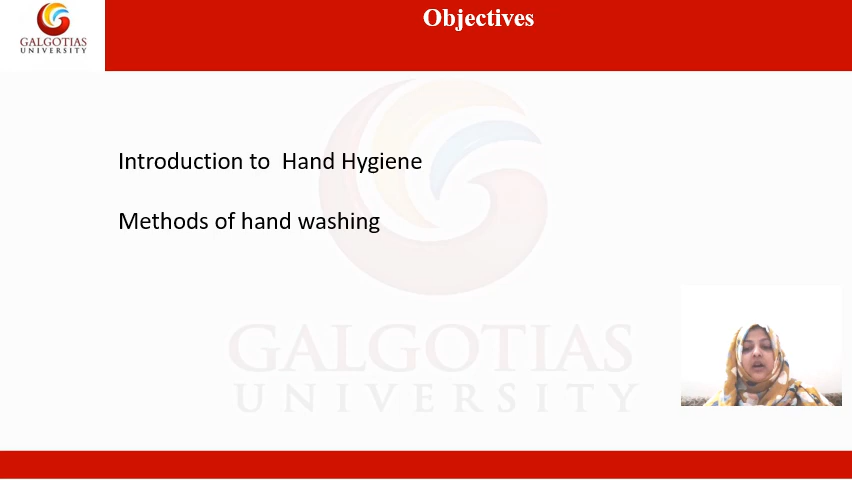 Objectives
GALGOTIAS
UNIVERSITY
Introduction to  Hand Hygiene
Methods of hand washing
GALGOTIAS
UNIVERSITY